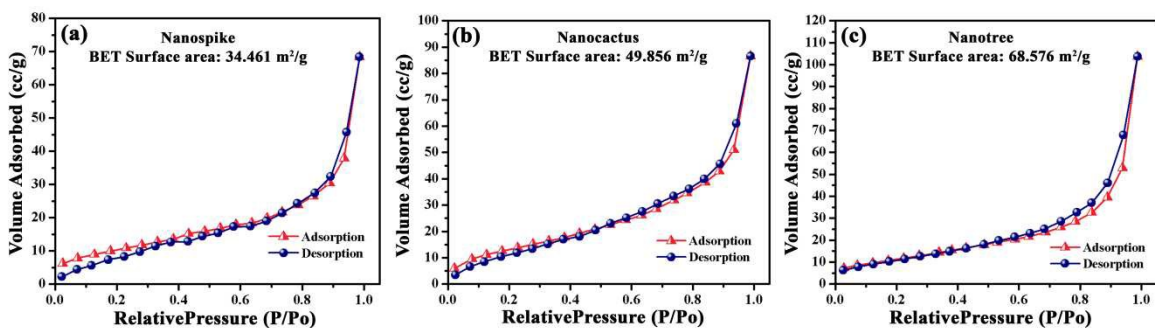 (a)
Nanospike
BET Surface area: 34.461 m²/g
80
70
60
50
40
30
20
10
0
Volume Adsorbed (cc/g)
Adsorption
Desorption
0.0 0.2 0.4 0.6 0.8 1.0
RelativePressure (P/Po)
(b)
Nanocactus
BET Surface area: 49.856 m²/g
100
90
80
70
60
50
40
30
20
10
0
Volume Adsorbed (cc/g)
Adsorption
Desorption
0.0 0.2 0.4 0.6 0.8 1.0
RelativePressure (P/Po)
(c)
Nanotree
BET Surface area: 68.576 m²/g
120
110
100
90
80
70
60
50
40
30
20
10
0
Volume Adsorbed (cc/g)
Adsorption
Desorption
0.0 0.2 0.4 0.6 0.8 1.0
RelativePressure (P/Po)